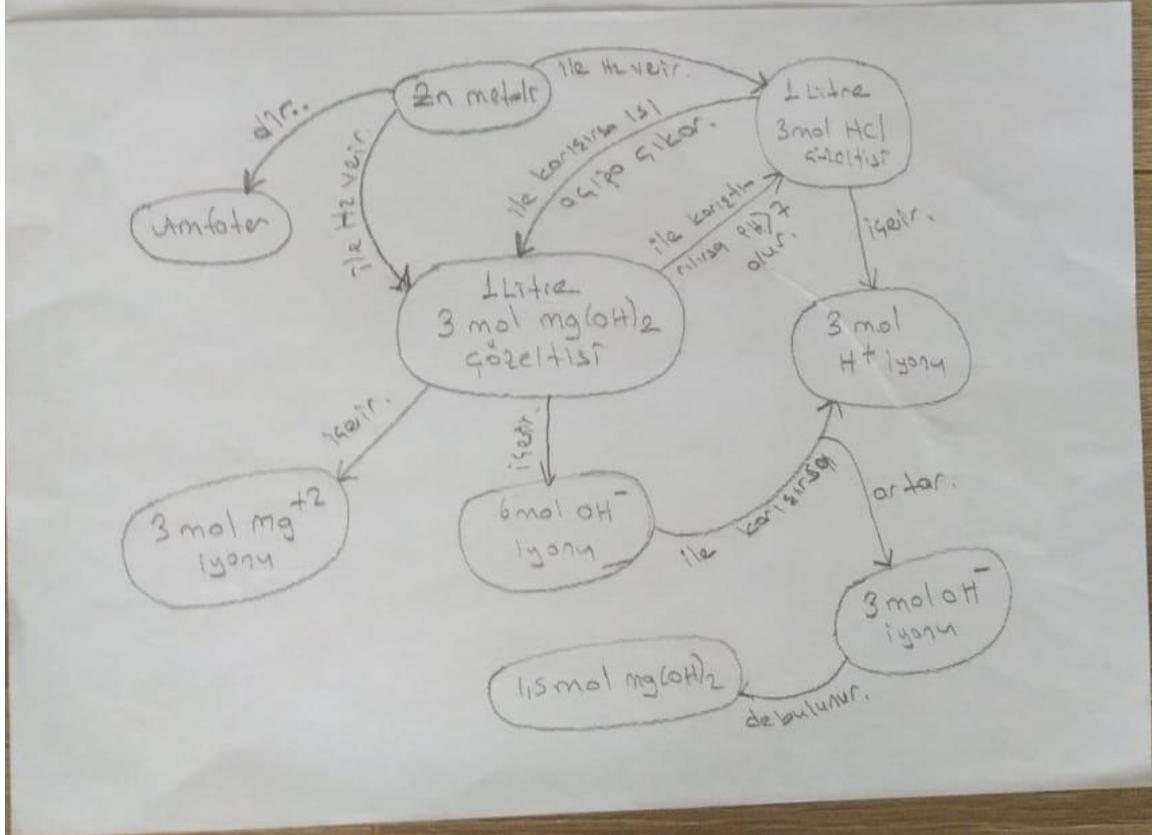 Zn metali
ile H2 verir.
dir..
ile H2 verir.
Amfoter
1 Litre
3 mol HCl
çözeltisi
ile karışırsa ısı
açığa çıkar.
ile karıştı-
rılırsa PH>7
olur.
içerir.
1 Litre
3 mol mg(OH)2
çözeltisi
3 mol
H+ iyonu
içerir.
içerir.
3 mol mg+2
iyonu
6 mol OH-
iyonu
ile karışırsa
artar.
3 mol OH-
iyonu
1,5 mol mg(OH)2
de bulunur.